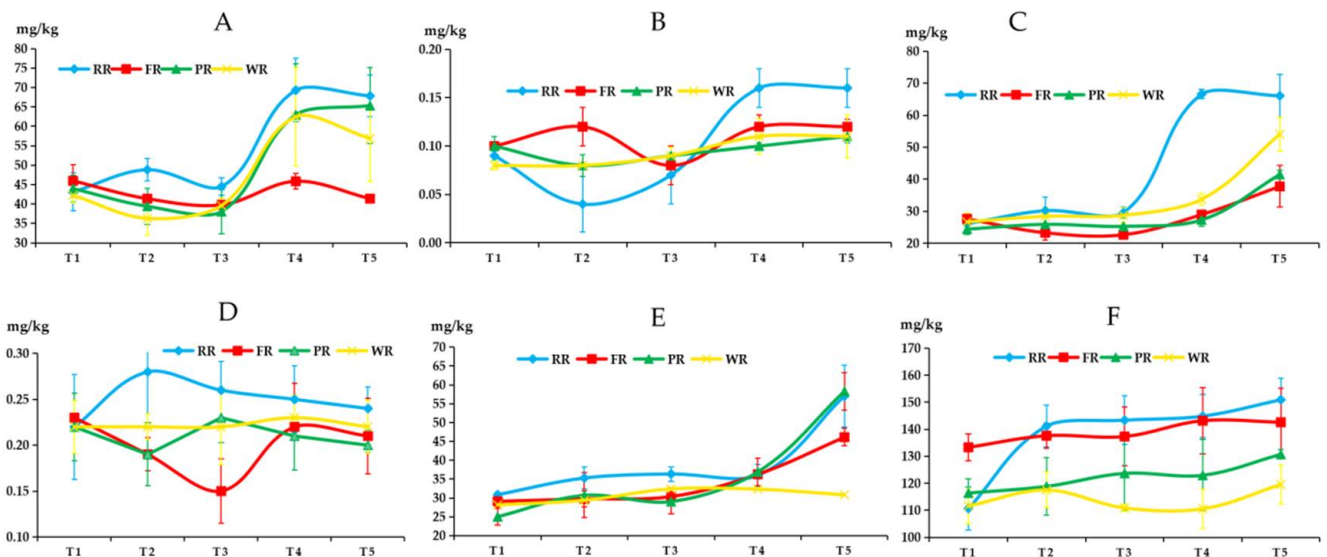 A
mg/kg
80
75
70
65
60
55
50
45
40
35
30
RR FR PR WR
T1 T2 T3 T4 T5
B
mg/kg
0.20
0.15
0.10
0.05
0.00
RR FR PR WR
T1 T2 T3 T4 T5
C
mg/kg
80
70
60
50
40
30
20
RR FR PR WR
T1 T2 T3 T4 T5
D
mg/kg
0.30
0.25
0.20
0.15
0.10
RR FR PR WR
T1 T2 T3 T4 T5
E
mg/kg
70
65
60
55
50
45
40
35
30
25
20
RR FR PR WR
T1 T2 T3 T4 T5
F
mg/kg
170
160
150
140
130
120
110
100
RR FR PR WR
T1 T2 T3 T4 T5